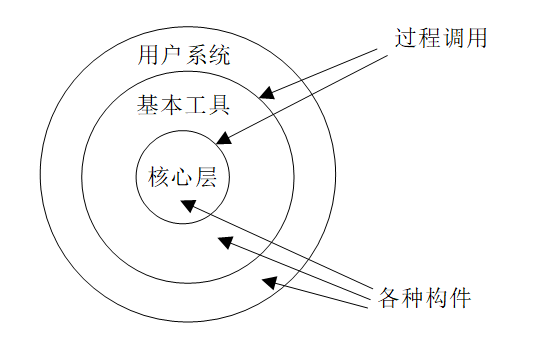 过程调用
用户系统
基本工具
核心层
各种构件